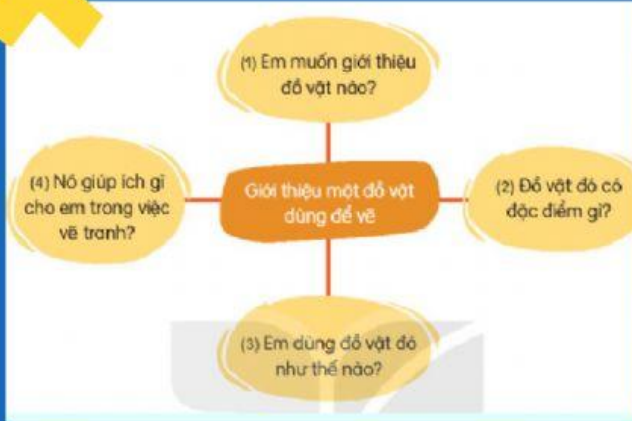 (1) Em muốn giới thiệu
đồ vật nào?
(4) Nó giúp ích gì
cho em trong việc
vẽ tranh?
Giới thiệu một đồ vật
dùng để vẽ
(2) Đồ vật đó có
đặc điểm gì?
(3) Em dùng đồ vật đó
như thế nào?